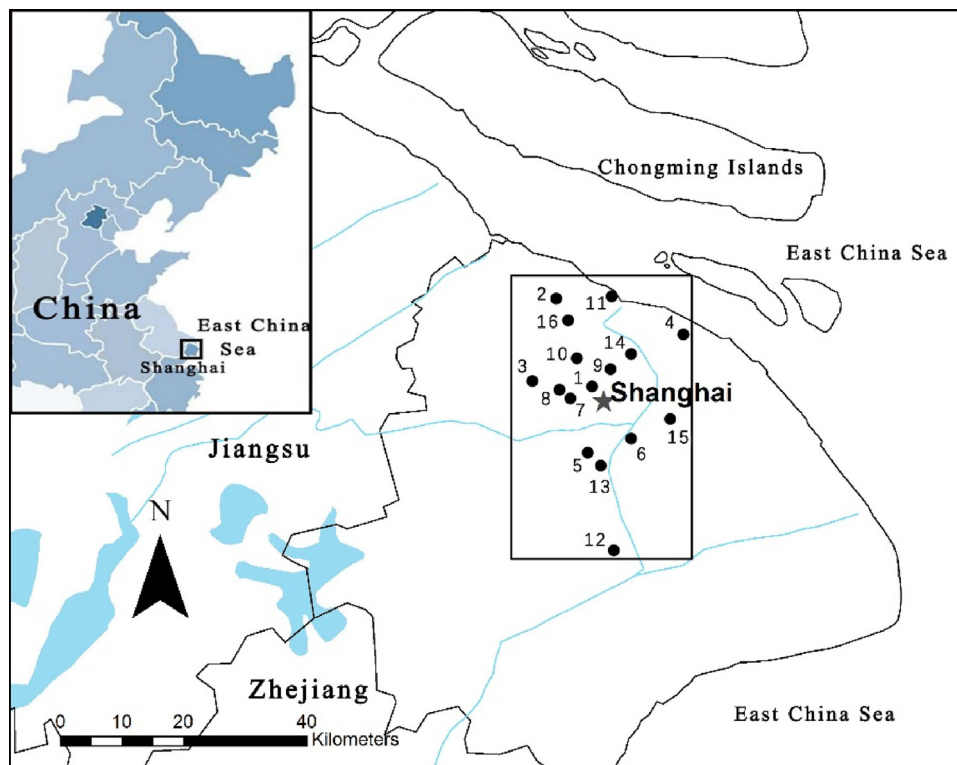 Chongming Islands
East China Sea
China
East China
Sea
Shanghai
2
11
16
4
14
10
9
3
1
Shanghai
8
7
15
6
5
13
12
Jiangsu
N
Zhejiang
0 10 20 40
Kilometers
East China Sea